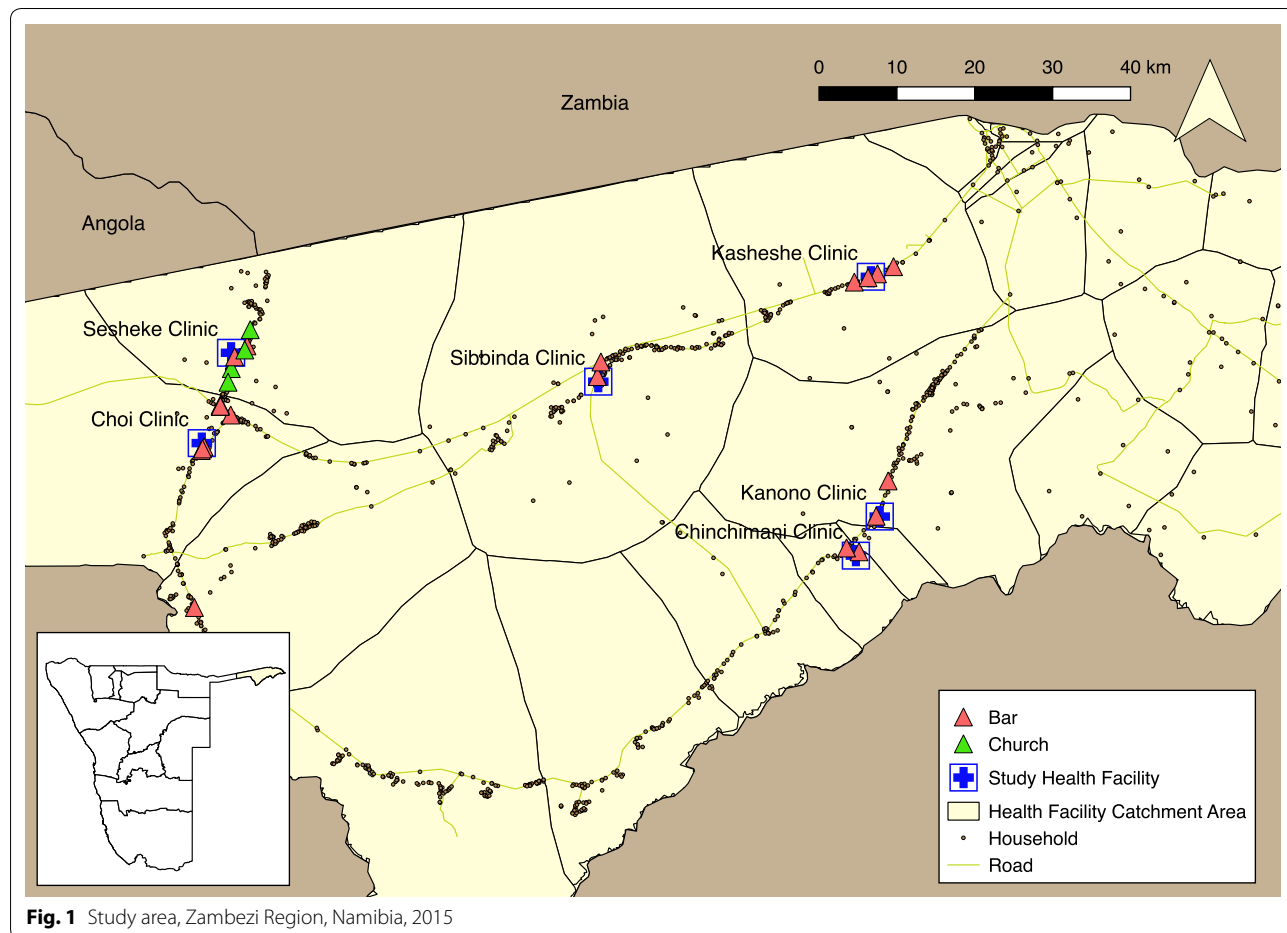 Zambia
0 10 20 30 40 km
Angola
Kasheshe Clinic
Sesheke Clinic
Sibbinda Clinic
Choi Clinic
Kanono Clinic
Chinchimani Clinic
Bar
Church
Study Health Facility
Health Facility Catchment Area
Household
Road
Fig. 1 Study area, Zambezi Region, Namibia, 2015